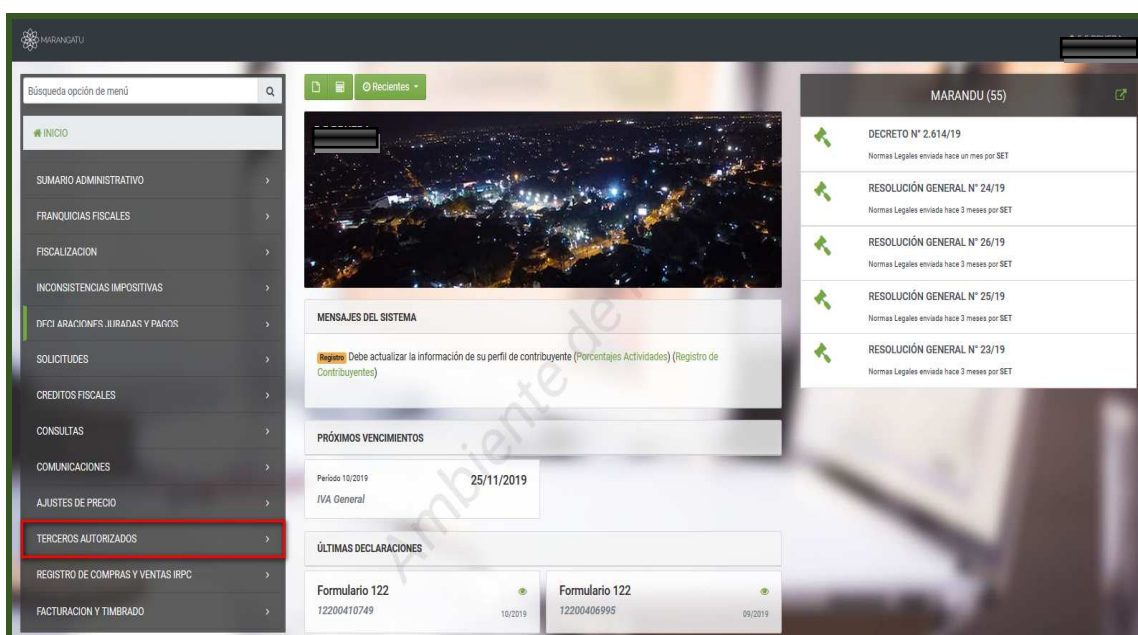 MARANGATU
Búsqueda opción de menú
INICIO
SUMARIO ADMINISTRATIVO
FRANQUICIAS FISCALES
FISCALIZACION
INCONSISTENCIAS IMPOSITIVAS
DECLARACIONES JURADAS Y PAGOS
SOLICITUDES
CREDITOS FISCALES
CONSULTAS
COMUNICACIONES
AJUSTES DE PRECIO
TERCEROS AUTORIZADOS
REGISTRO DE COMPRAS Y VENTAS IRPC
FACTURACION Y TIMBRADO
Recientes
MENSAJES DEL SISTEMA
Registro Debe actualizar la información de su perfil de contribuyente (Porcentajes Actividades) (Registro de
Contribuyentes)
PRÓXIMOS VENCIMIENTOS
Periodo 10/2019 25/11/2019
IVA General
ÚLTIMAS DECLARACIONES
Formulario 122
12200410749 10/2019
Formulario 122
12200406995 09/2019
Ambiente de
MARANDU (55)
DECRETO N° 2.614/19
Normas Legales enviada hace un mes por SET
RESOLUCIÓN GENERAL N° 24/19
Normas Legales enviada hace 3 meses por SET
RESOLUCIÓN GENERAL N° 26/19
Normas Legales enviada hace 3 meses por SET
RESOLUCIÓN GENERAL N° 25/19
Normas Legales enviada hace 3 meses por SET
RESOLUCIÓN GENERAL N° 23/19
Normas Legales enviada hace 3 meses por SET